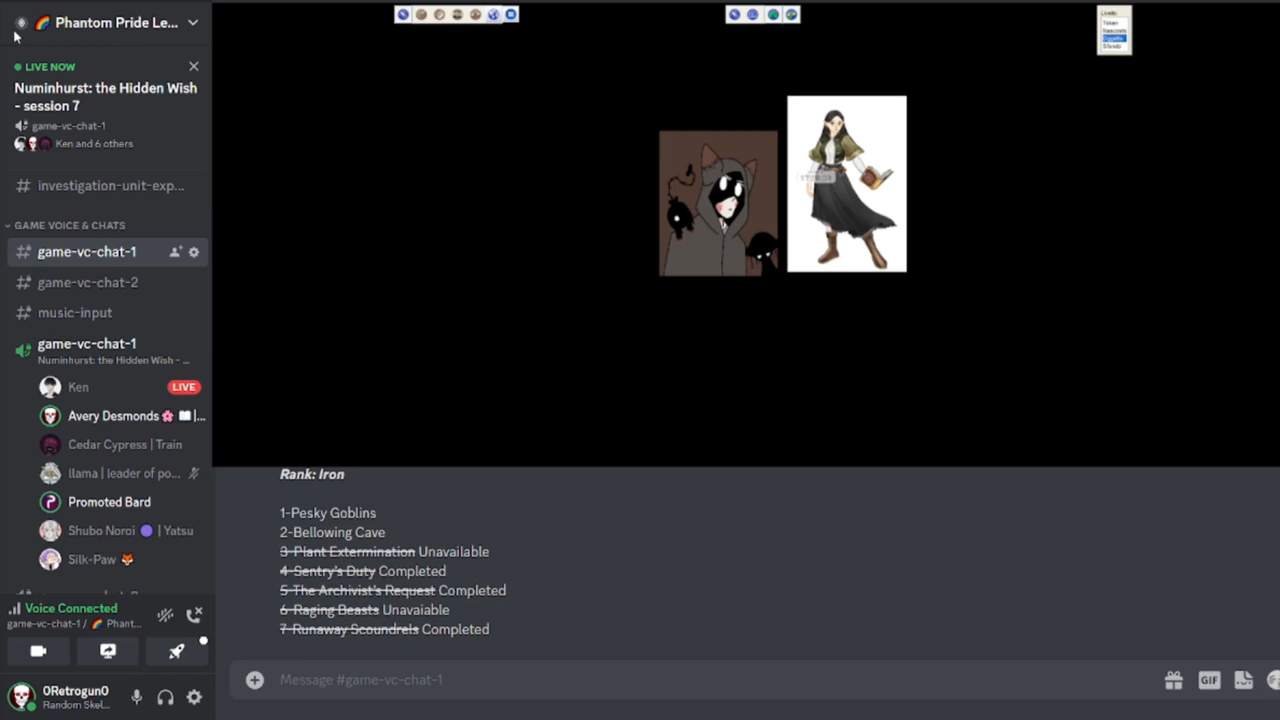 🌈 Phantom Pride Le...
LIVE NOW
Numinhurst: the Hidden Wish
- session 7
game-vc-chat-1
Ken and 6 others
investigation-unit-exp...
GAME VOICE & CHATS
game-vc-chat-1
game-vc-chat-2
music-input
game-vc-chat-1
Numinhurst: the Hidden Wish - ...
Ken LIVE
Avery Desmonds 🌸 📖 |...
Cedar Cypress | Train
llama | leader of po...
Promoted Bard
Shubo Noroi 🟣 | Yatsu
Silk-Paw 🦊
Voice Connected
game-vc-chat-1 / 🌈 Phant...
0Retrogun0
Random Skel...
Rank: Iron
1-Pesky Goblins
2-Bellowing Cave
3-Plant Extermination Unavailable
4-Sentry's Duty Completed
5-The Archivist's Request Completed
6-Raging Beasts Unavaiable
7-Runaway Scoundrels Completed
Message #game-vc-chat-1
GIF